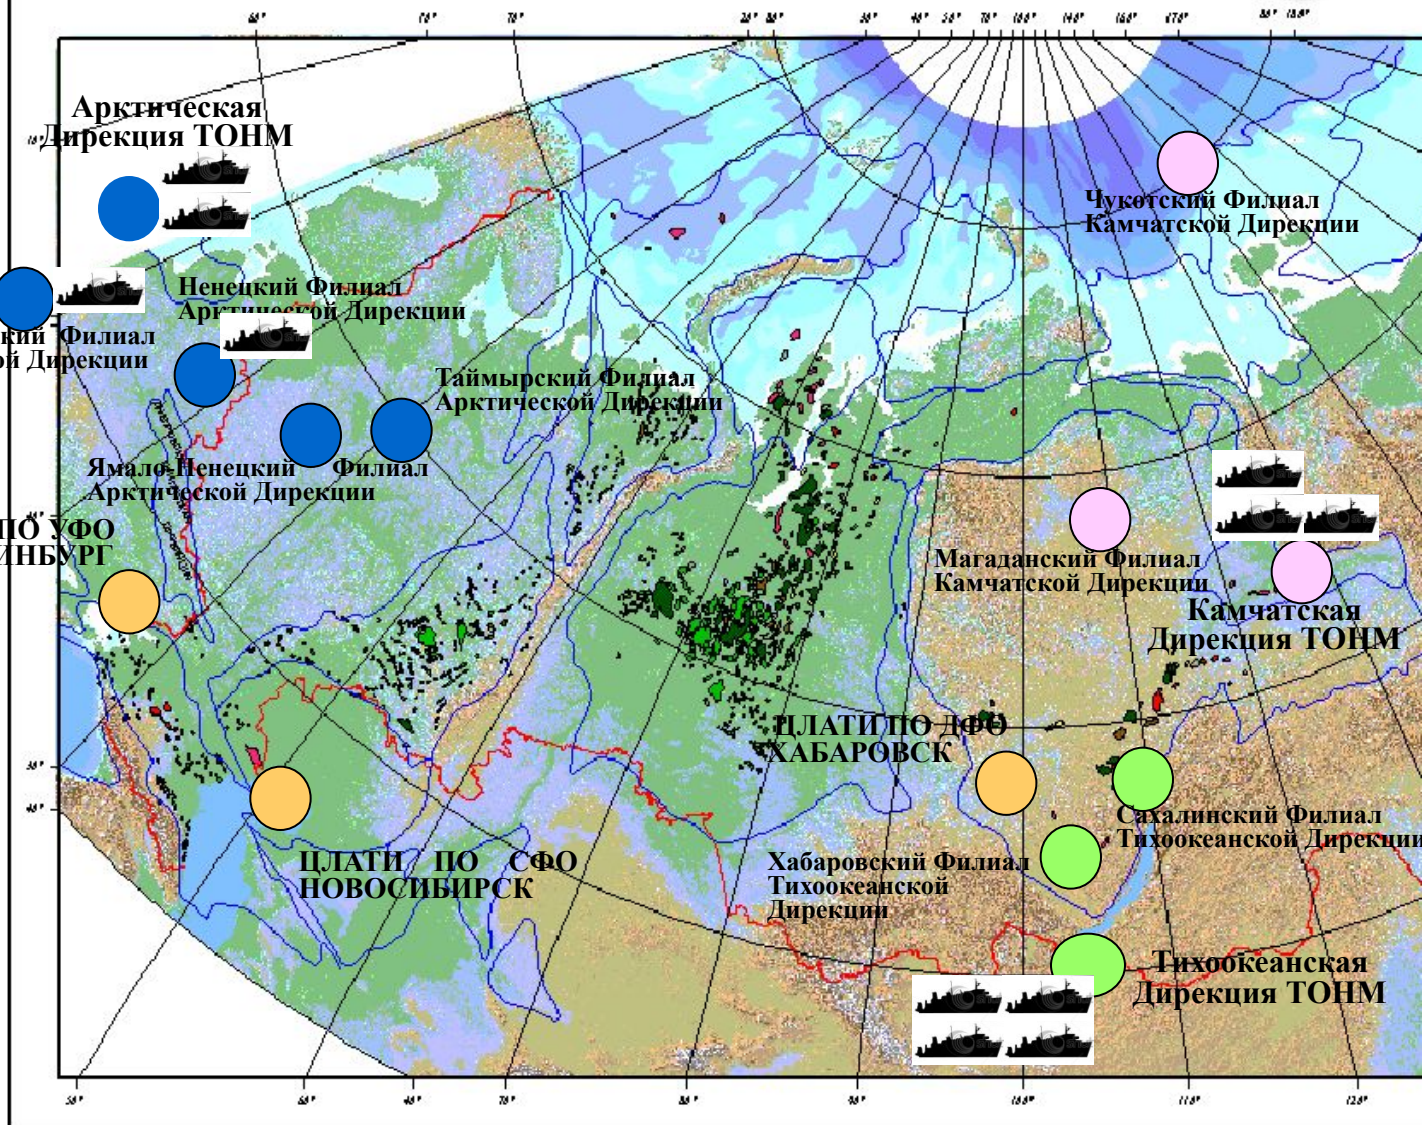 Арктическая
Дирекция ТОНМ
Чукотский Филиал
Камчатской Дирекции
Ненецкий Филиал
Арктической Дирекции
кий Филиал
ой Дирекции
Таймырский Филиал
Арктической Дирекции
Ямало-Ненецкий Филиал
Арктической Дирекции
ПО УФО
ИНБУРГ
Магаданский Филиал
Камчатской Дирекции
Камчатская
Дирекция ТОНМ
ЦЛАТИ ПО ДФО
ХАБАРОВСК
Сахалинский Филиал
Тихоокеанской Дирекции
ЦЛАТИ ПО СФО
НОВОСИБИРСК
Хабаровский Филиал
Тихоокеанской
Дирекции
Тихоокеанская
Дирекция ТОНМ